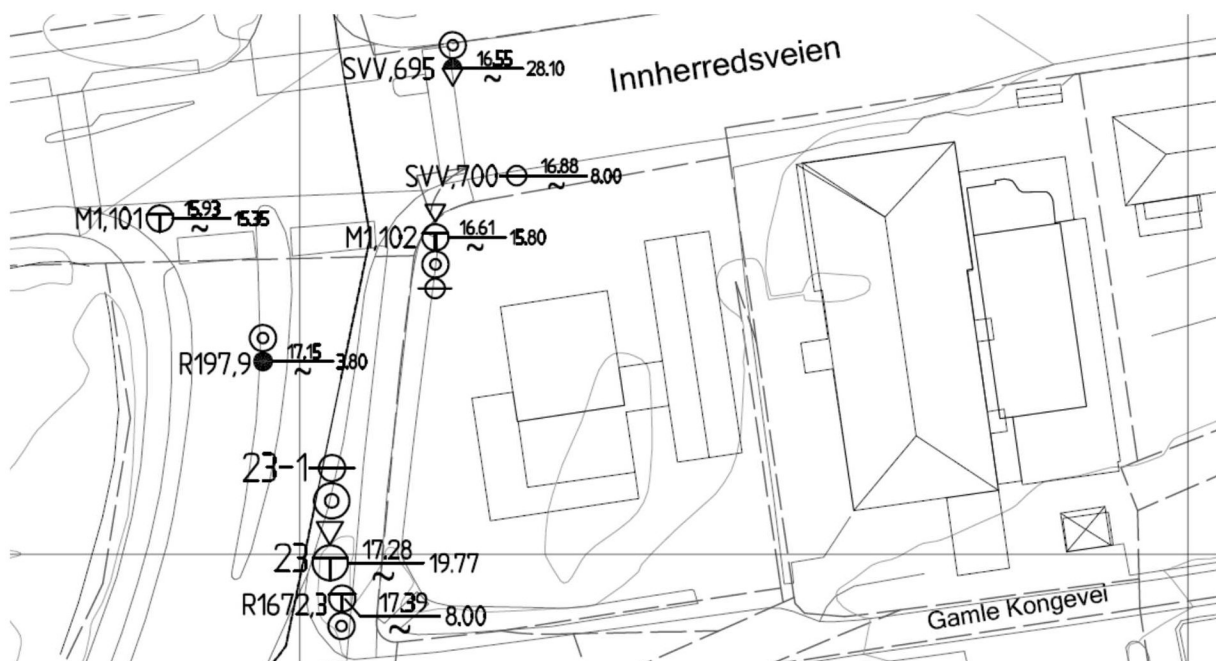 SVV,695 16.55 28.10
~
Innherredsveien
SVV,700 16.88 8.00
~
M1,101 15.93 15.35
~
M1,102 16.61 15.80
~
R197,9 17.15 3.80
~
23-1
23 17.28 19.77
~
R1672,3 17.39 8.00
~
Gamle Kongevei